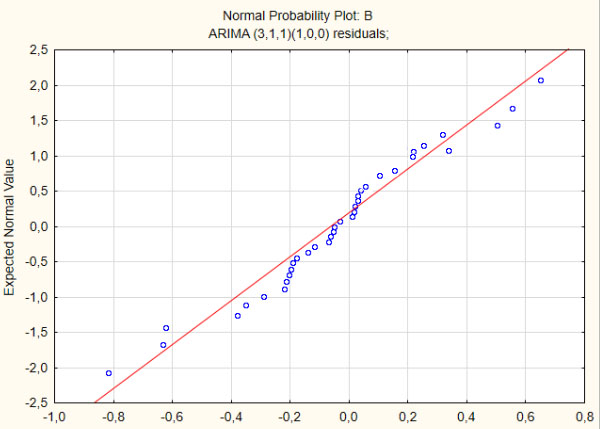 Normal Probability Plot: B
ARIMA (3,1,1)(1,0,0) residuals;
2,5
2,0
1,5
1,0
0,5
0,0
-0,5
-1,0
-1,5
-2,0
-2,5
Expected Normal Value
-1,0 -0,8 -0,6 -0,4 -0,2 0,0 0,2 0,4 0,6 0,8